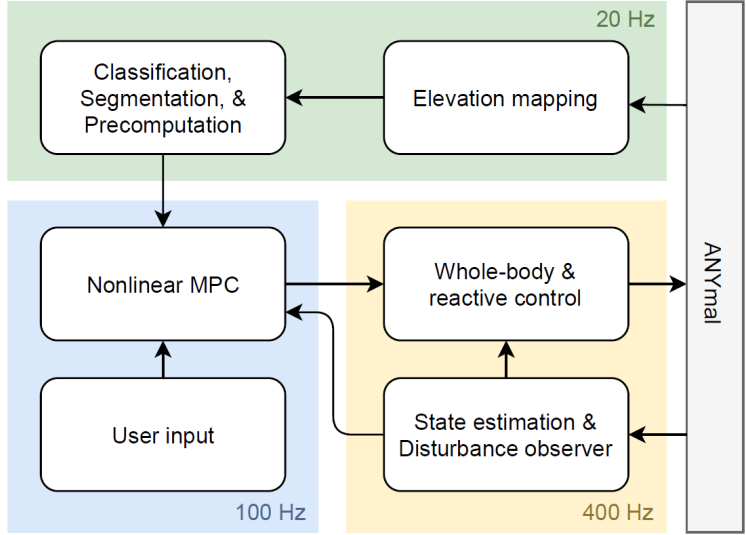 20 Hz
Classification,
Segmentation, &
Precomputation
Elevation mapping
Nonlinear MPC
Whole-body &
reactive control
ANYmal
User input
State estimation &
Disturbance observer
100 Hz
400 Hz